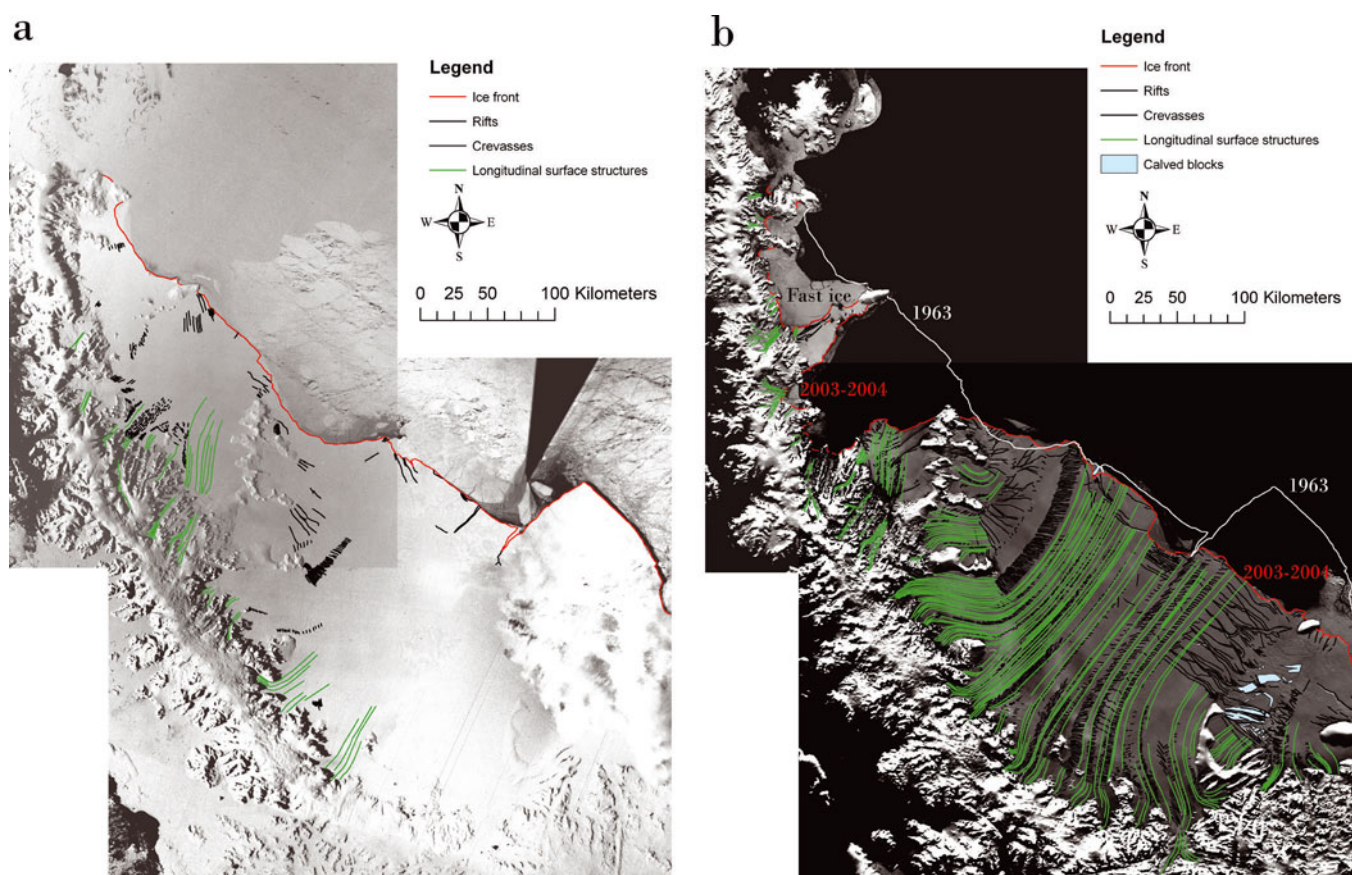 a
Legend
Ice front
Rifts
Crevasses
Longitudinal surface structures
N
W E
S
0 25 50 100 Kilometers
b
Legend
Ice front
Rifts
Crevasses
Longitudinal surface structures
Calved blocks
N
W E
S
0 25 50 100 Kilometers
Fast ice
1963
2003-2004
1963
2003-2004